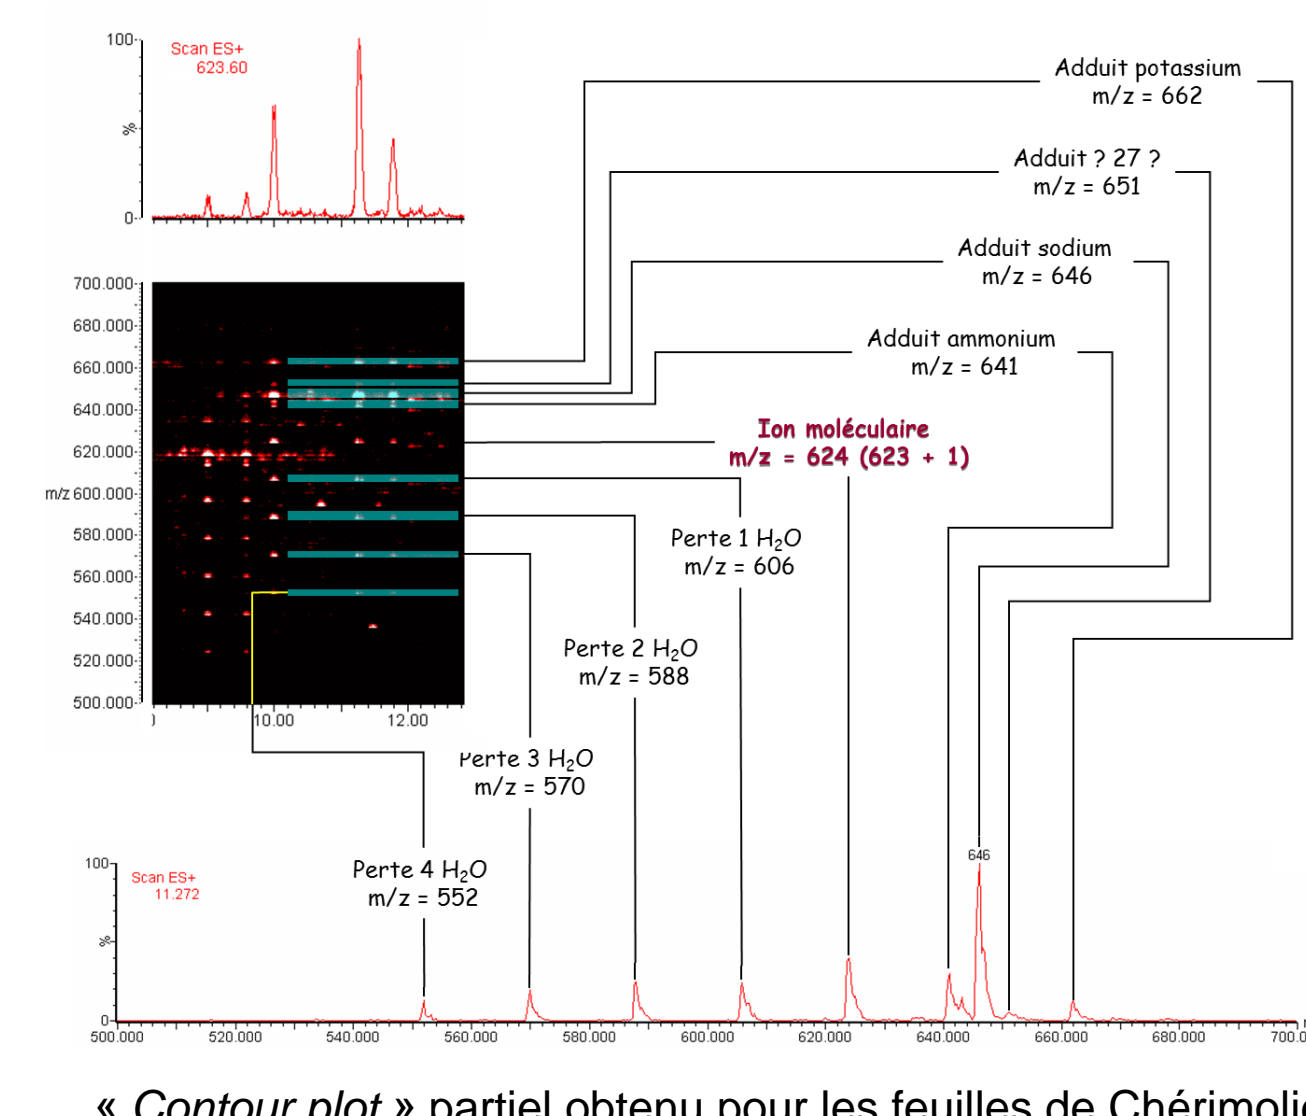 100
Scan ES+
623.60
%
0
Adduit potassium
m/z = 662
Adduit ? 27 ?
m/z = 651
Adduit sodium
m/z = 646
Adduit ammonium
m/z = 641
Ion moléculaire
m/z = 624 (623 + 1)
700.000
680.000
660.000
640.000
620.000
m/z 600.000
580.000
560.000
540.000
520.000
500.000
10.00
12.00
Perte 1 H₂O
m/z = 606
Perte 2 H₂O
m/z = 588
Perte 3 H₂O
m/z = 570
Perte 4 H₂O
m/z = 552
646
100
Scan ES+
11.272
%
0
500.000 520.000 540.000 560.000 580.000 600.000 620.000 640.000 660.000 680.000 700.0
« Contour plot » partiel obtenu pour les feuilles de Chérimoli